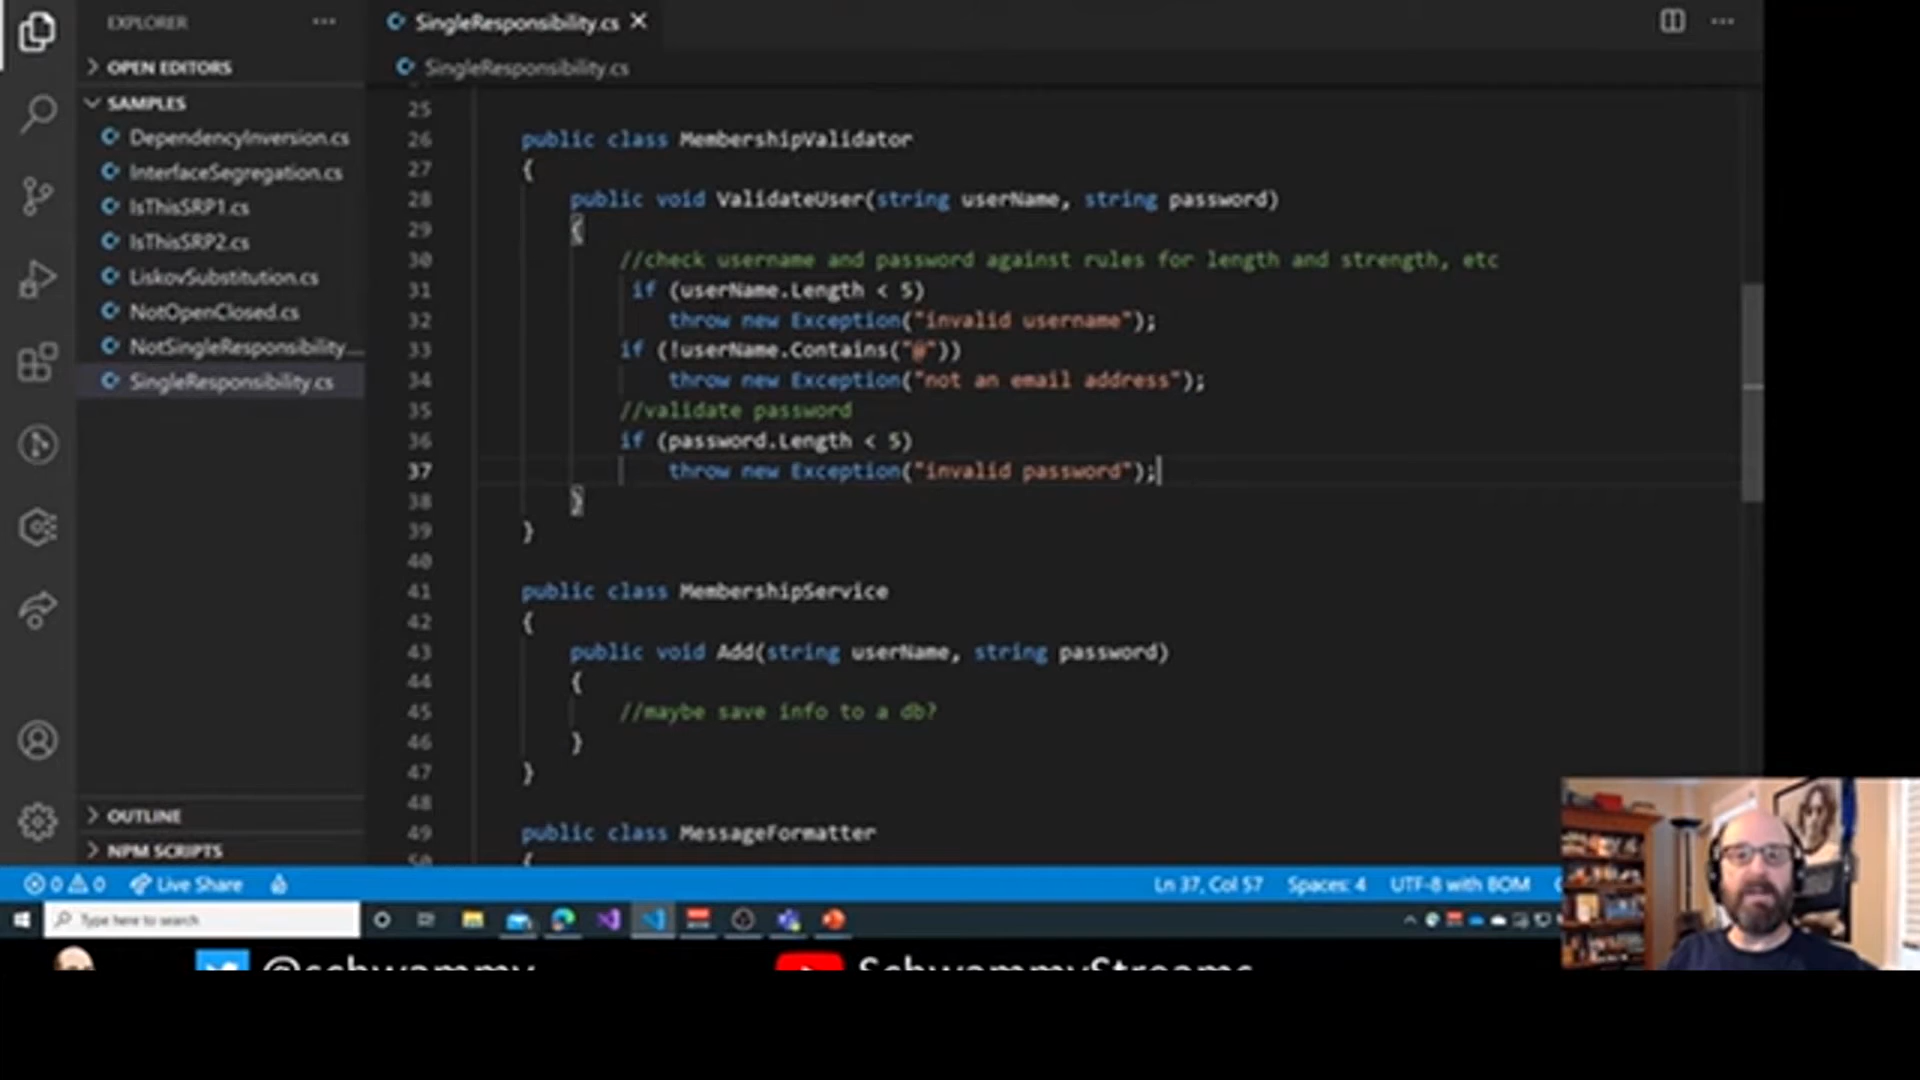 EXPLORER
SingleResponsibility.cs
OPEN EDITORS
SingleResponsibility.cs
SAMPLES
DependencyInversion.cs
InterfaceSegregation.cs
IsThisSRP1.cs
IsThisSRP2.cs
LiskovSubstitution.cs
NotOpenClosed.cs
NotSingleResponsibility...
SingleResponsibility.cs
OUTLINE
NPM SCRIPTS
25
26 public class MembershipValidator
27 {
28 public void ValidateUser(string userName, string password)
29 {
30 //check username and password against rules for length and strength, etc
31 if (userName.Length < 5)
32 throw new Exception("invalid username");
33 if (!userName.Contains("@"))
34 throw new Exception("not an email address");
35 //validate password
36 if (password.Length < 5)
37 throw new Exception("invalid password");
38 }
39 }
40
41 public class MembershipService
42 {
43 public void Add(string userName, string password)
44 {
45 //maybe save info to a db?
46 }
47 }
48
49 public class MessageFormatter
50 {
0 0 Live Share Ln 37, Col 57 Spaces: 4 UTF-8 with BOM
Type here to search
@schwammy SchwammyStreams